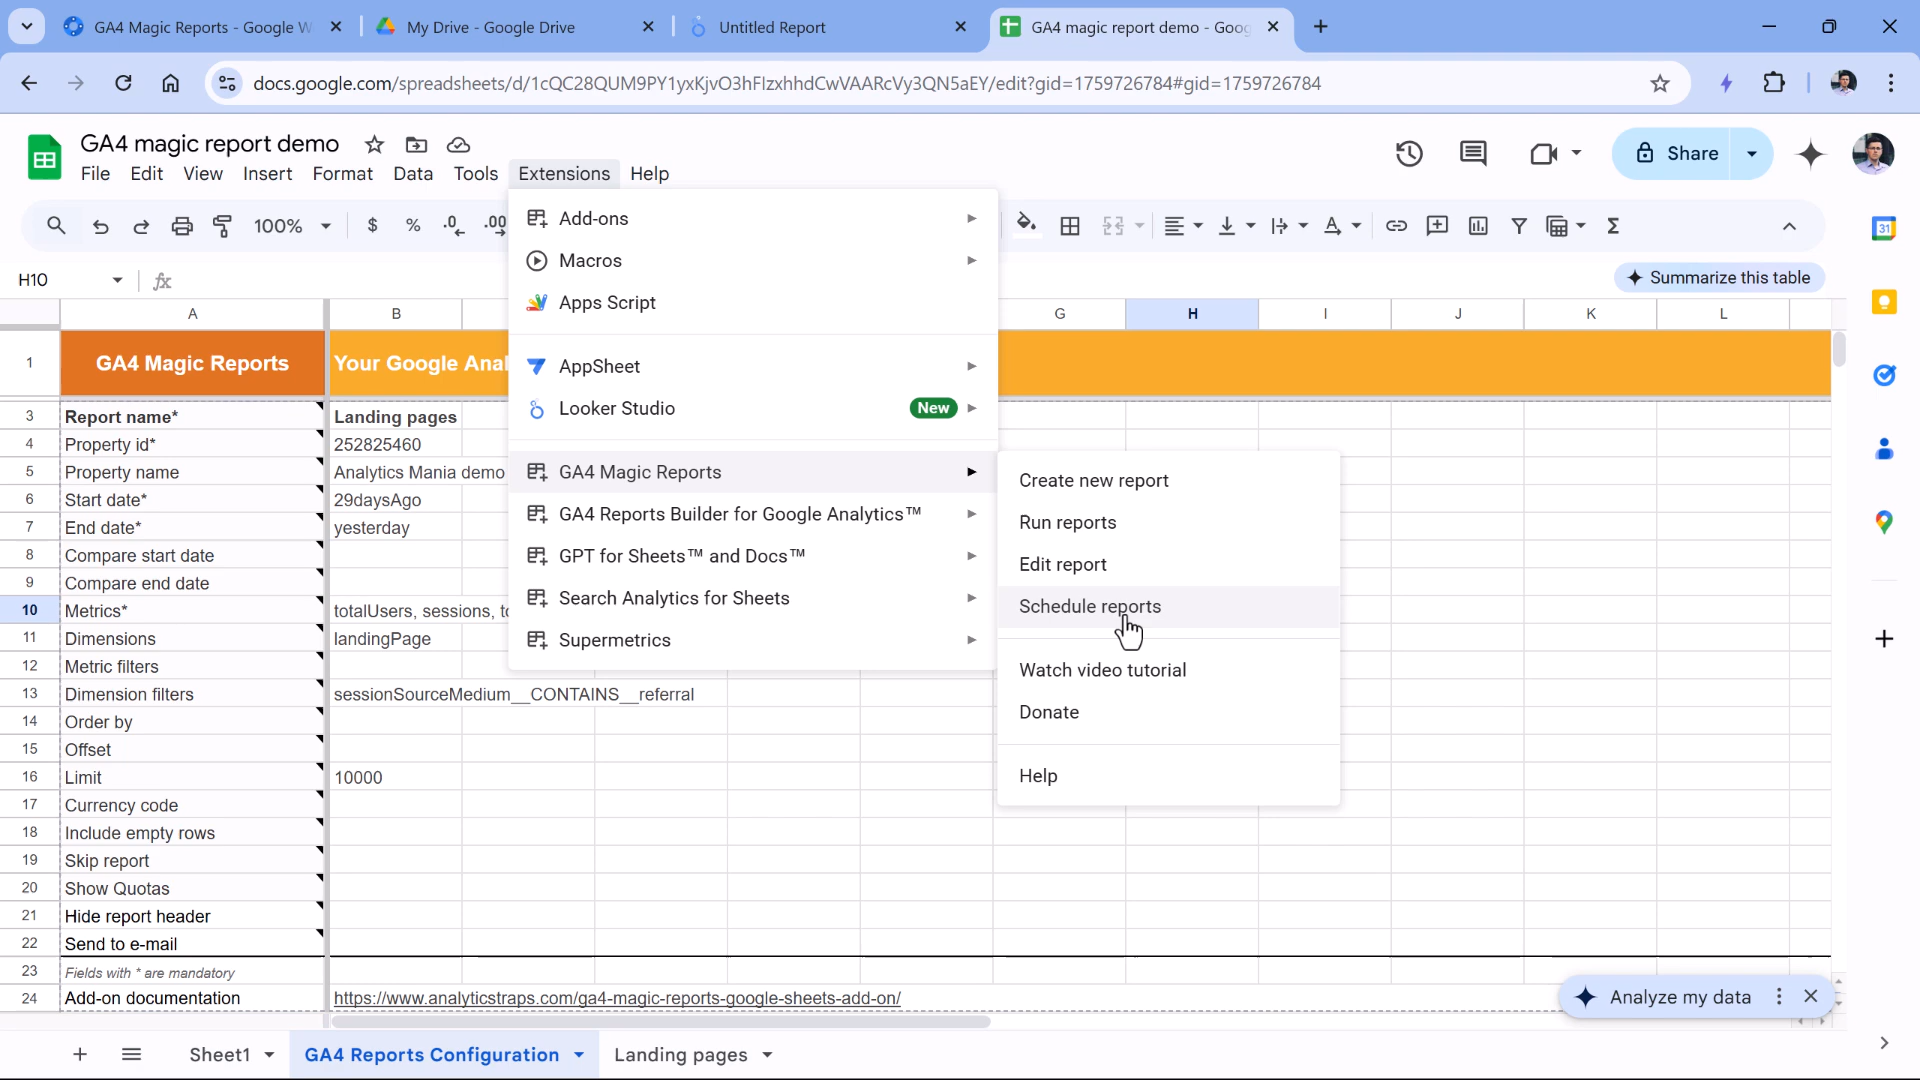 GA4 Magic Reports - Google W
My Drive - Google Drive
Untitled Report
GA4 magic report demo - Goog
docs.google.com/spreadsheets/d/1cQC28QUM9PY1yxKjvO3hFIzxhhdCwVAARcVy3QN5aEY/edit?gid=1759726784#gid=1759726784
GA4 magic report demo
File Edit View Insert Format Data Tools Extensions Help
Share
100% $ % .0 .00
31
H10
fx
Summarize this table
A B G H I J K L
1 GA4 Magic Reports Your Google Anal
3 Report name* Landing pages
4 Property id* 252825460
5 Property name Analytics Mania demo
6 Start date* 29daysAgo
7 End date* yesterday
8 Compare start date
9 Compare end date
10 Metrics* totalUsers, sessions, to
11 Dimensions landingPage
12 Metric filters
13 Dimension filters sessionSourceMedium__CONTAINS__referral
14 Order by
15 Offset
16 Limit 10000
17 Currency code
18 Include empty rows
19 Skip report
20 Show Quotas
21 Hide report header
22 Send to e-mail
23 Fields with * are mandatory
24 Add-on documentation https://www.analyticstraps.com/ga4-magic-reports-google-sheets-add-on/
Add-ons
Macros
Apps Script
AppSheet
Looker Studio New
GA4 Magic Reports
GA4 Reports Builder for Google Analytics™
GPT for Sheets™ and Docs™
Search Analytics for Sheets
Supermetrics
Create new report
Run reports
Edit report
Schedule reports
Watch video tutorial
Donate
Help
Analyze my data
Sheet1
GA4 Reports Configuration
Landing pages